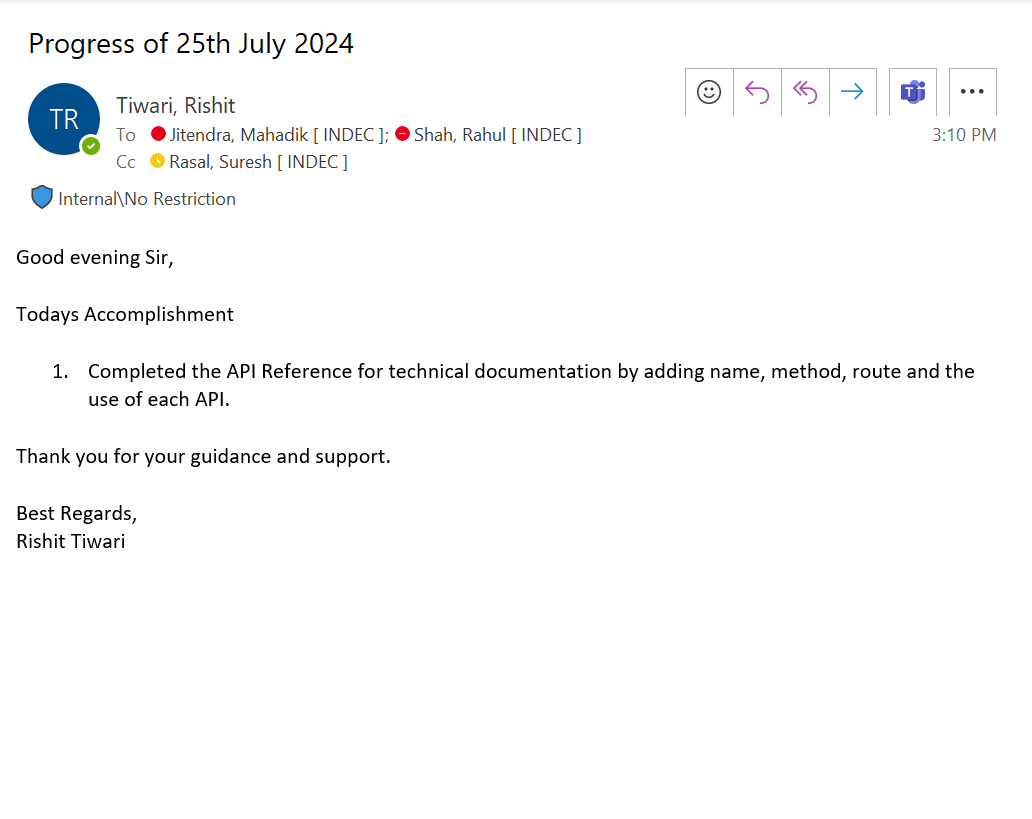 Progress of 25th July 2024
TR
Tiwari, Rishit
To Jitendra, Mahadik [ INDEC ]; Shah, Rahul [ INDEC ]
3:10 PM
Cc Rasal, Suresh [ INDEC ]
Internal\No Restriction
Good evening Sir,
Todays Accomplishment
1. Completed the API Reference for technical documentation by adding name, method, route and the
use of each API.
Thank you for your guidance and support.
Best Regards,
Rishit Tiwari